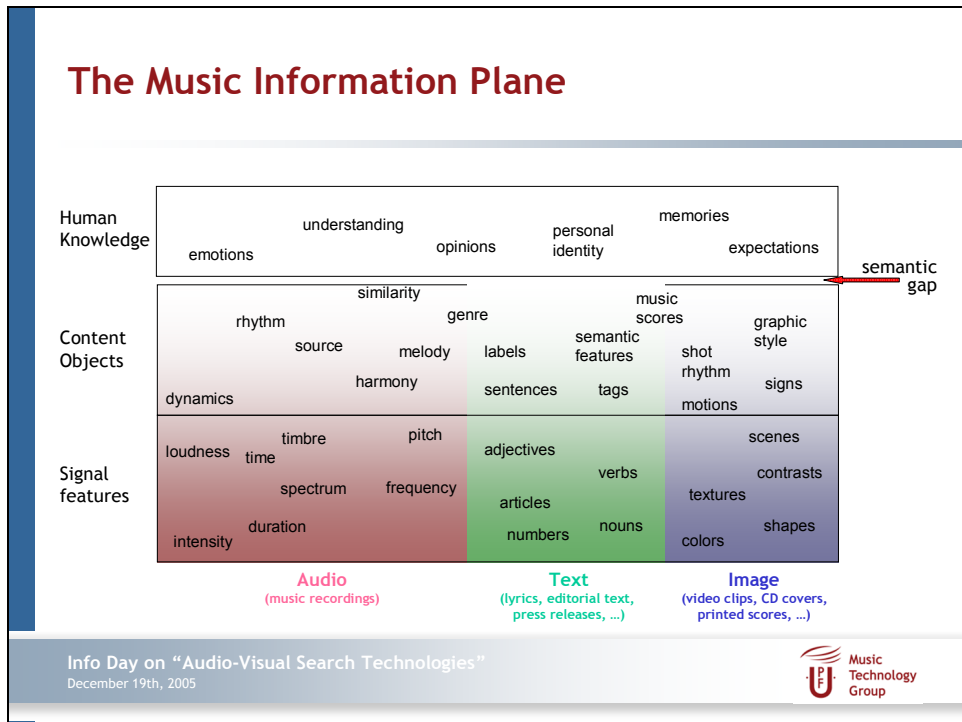 The Music Information Plane
Human
Knowledge
understanding
memories
emotions
opinions
personal
identity
expectations
semantic
gap
Content
Objects
similarity
rhythm
genre
music
scores
graphic
style
source
melody
labels
semantic
features
shot
rhythm
harmony
sentences
tags
signs
dynamics
motions
Signal
features
loudness
timbre
time
pitch
adjectives
scenes
spectrum
frequency
verbs
contrasts
articles
textures
intensity
duration
numbers
nouns
colors
shapes
Audio
(music recordings)
Text
(lyrics, editorial text,
press releases, …)
Image
(video clips, CD covers,
printed scores, …)
Info Day on “Audio-Visual Search Technologies”
December 19th, 2005
UPF
Music
Technology
Group